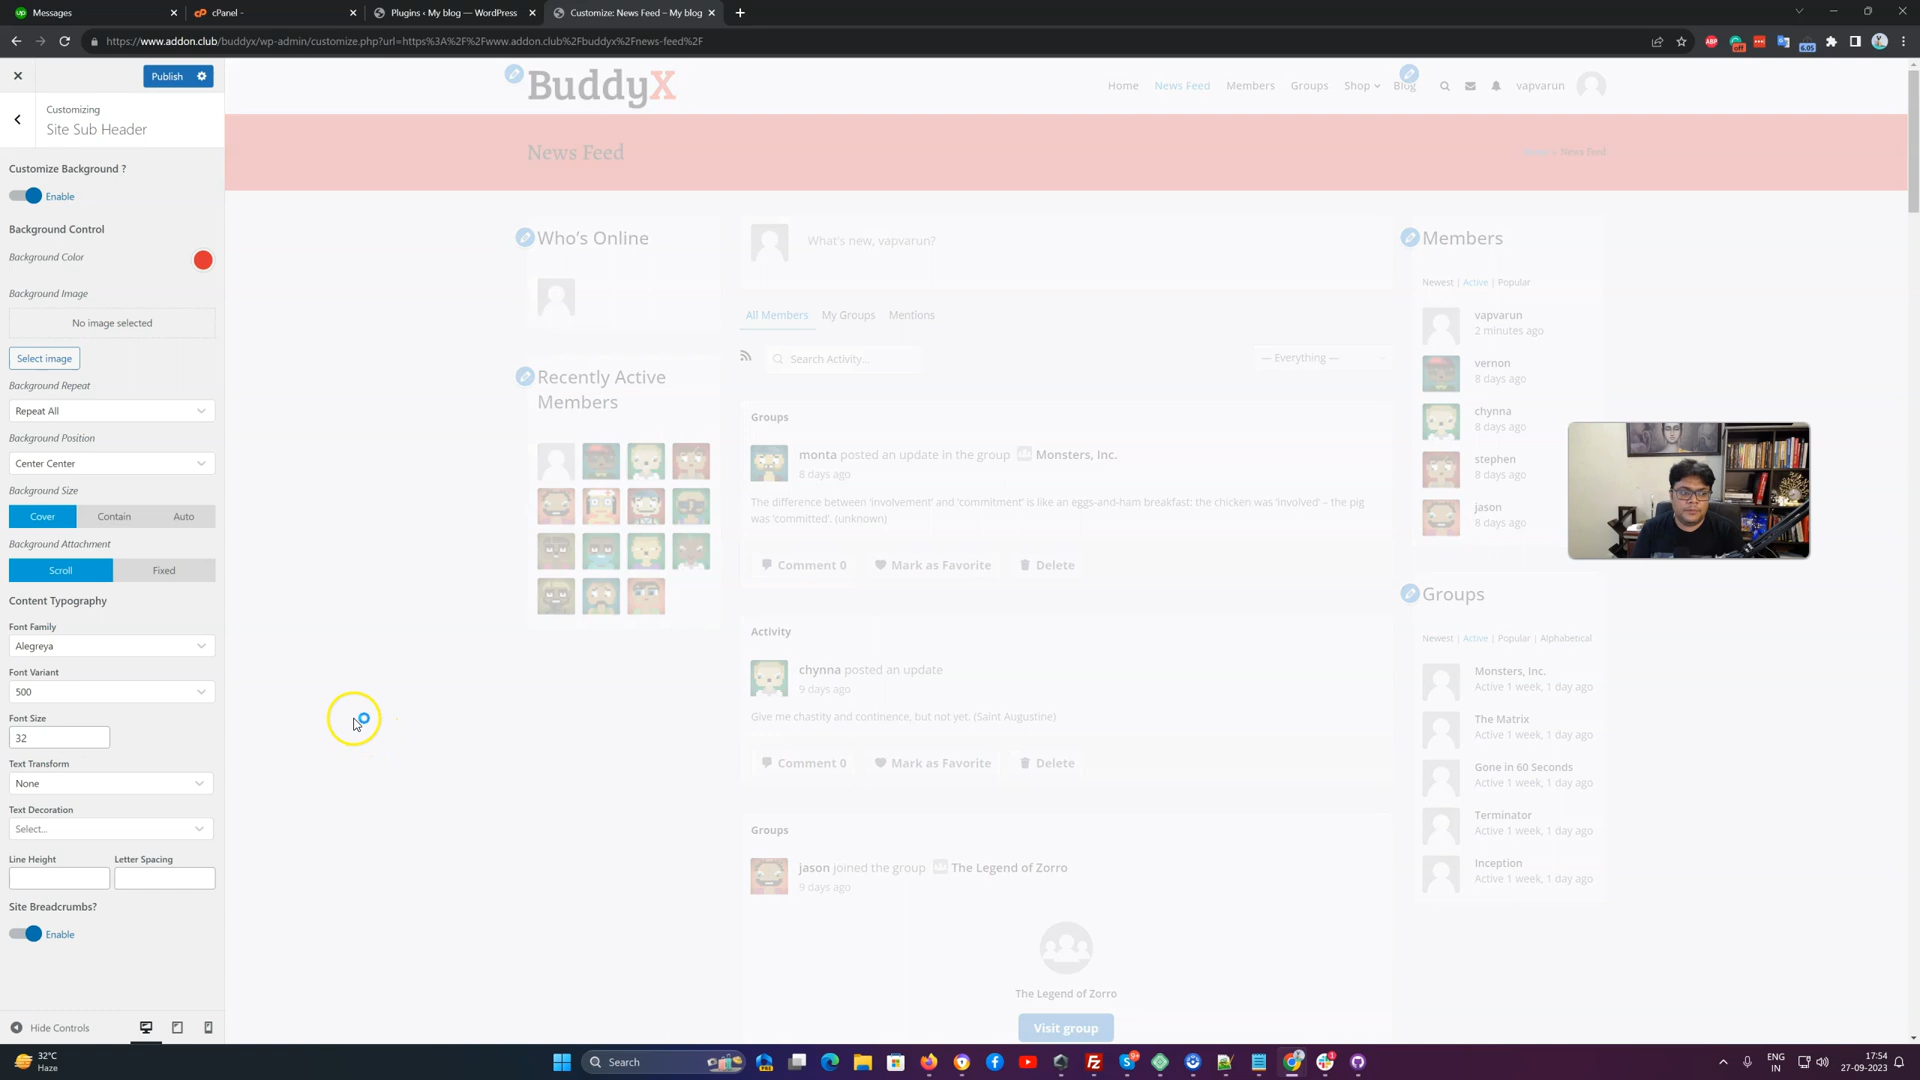 Messages
cPanel -
Plugins ‹ My blog — WordPress
Customize: News Feed – My blog
https://www.addon.club/buddyx/wp-admin/customize.php?url=https%3A%2F%2Fwww.addon.club%2Fbuddyx%2Fnews-feed%2F
ABP
off
6.05
Publish
Customizing
Site Sub Header
Customize Background ?
Enable
Background Control
Background Color
Background Image
No image selected
Select image
Background Repeat
Repeat All
Background Position
Center Center
Background Size
Cover Contain Auto
Background Attachment
Scroll Fixed
Content Typography
Font Family
Alegreya
Font Variant
500
Font Size
32
Text Transform
None
Text Decoration
Select...
Line Height Letter Spacing
Site Breadcrumbs?
Enable
Hide Controls
BuddyX
Home News Feed Members Groups Shop Blog vapvarun
News Feed
» News Feed
Who's Online
Recently Active
Members
What's new, vapvarun?
All Members My Groups Mentions
Search Activity...
— Everything —
Groups
monta posted an update in the group Monsters, Inc.
8 days ago
The difference between 'involvement' and 'commitment' is like an eggs-and-ham breakfast: the chicken was 'involved' – the pig
was 'committed'. (unknown)
Comment 0 Mark as Favorite Delete
Activity
chynna posted an update
9 days ago
Give me chastity and continence, but not yet. (Saint Augustine)
Comment 0 Mark as Favorite Delete
Groups
jason joined the group The Legend of Zorro
9 days ago
The Legend of Zorro
Visit group
Members
Newest | Active | Popular
vapvarun
2 minutes ago
vernon
8 days ago
chynna
8 days ago
stephen
8 days ago
jason
8 days ago
Groups
Newest | Active | Popular | Alphabetical
Monsters, Inc.
Active 1 week, 1 day ago
The Matrix
Active 1 week, 1 day ago
Gone in 60 Seconds
Active 1 week, 1 day ago
Terminator
Active 1 week, 1 day ago
Inception
Active 1 week, 1 day ago
32°C
Haze
Search
ENG
IN
17:54
27-09-2023